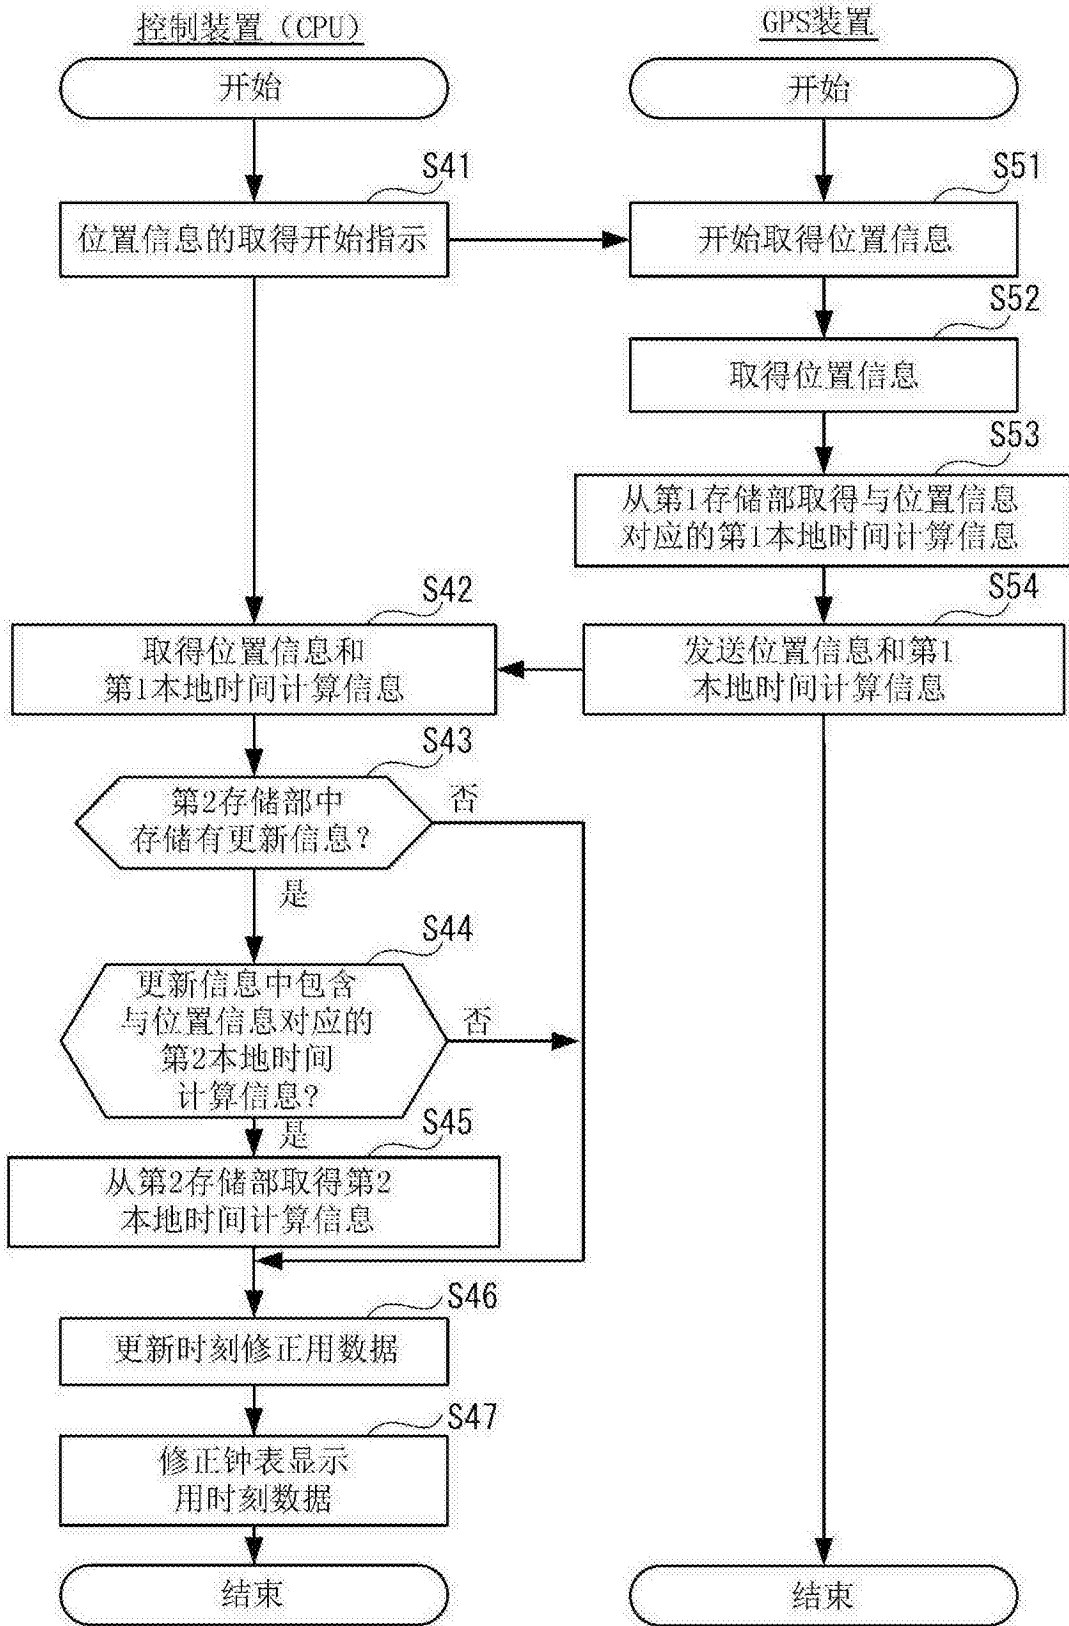 控制装置（CPU）
开始
S41
位置信息的取得开始指示
S42
取得位置信息和
第1本地时间计算信息
S43
第2存储部中
存储有更新信息？
否
是
S44
更新信息中包含
与位置信息对应的
第2本地时间
计算信息？
否
是
S45
从第2存储部取得第2
本地时间计算信息
S46
更新时刻修正用数据
S47
修正钟表显示
用时刻数据
结束
GPS装置
开始
S51
开始取得位置信息
S52
取得位置信息
S53
从第1存储部取得与位置信息
对应的第1本地时间计算信息
S54
发送位置信息和第1
本地时间计算信息
结束